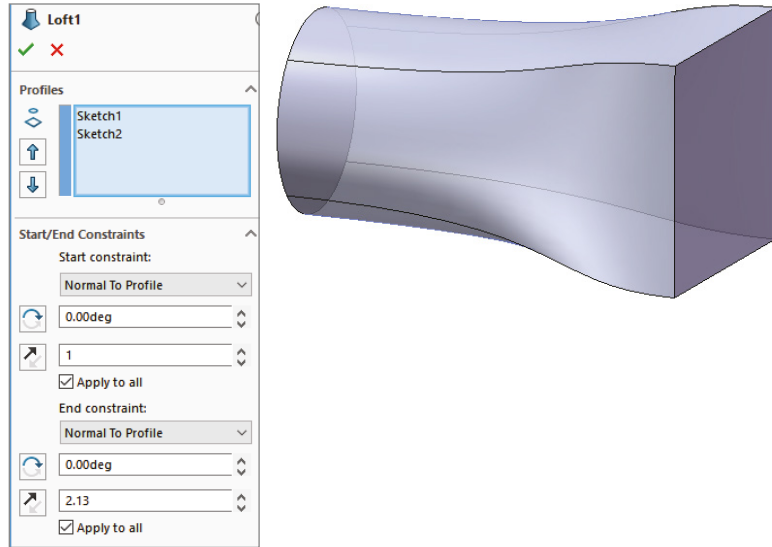 Loft1
Profiles
Sketch1
Sketch2
Start/End Constraints
Start constraint:
Normal To Profile
0.00deg
1
Apply to all
End constraint:
Normal To Profile
0.00deg
2.13
Apply to all